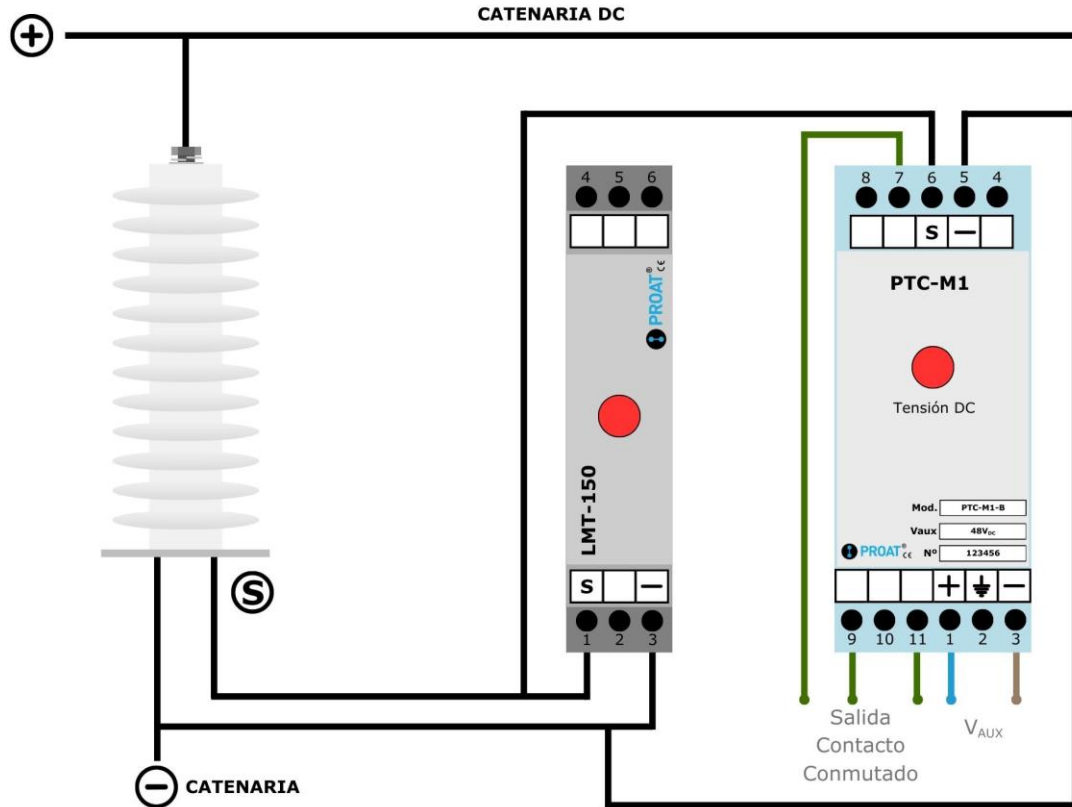 CATENARIA DC
+
4 5 6
8 7 6 5 4
S —
PTC-M1
PROAT® CE
Tensión DC
LMT-150
Mod. PTC-M1-B
Vaux 48VDC
PROAT® CE Nº 123456
S —
+ —
1 2 3
9 10 11 1 2 3
S
Salida
Contacto
Conmutado
VAUX
— CATENARIA